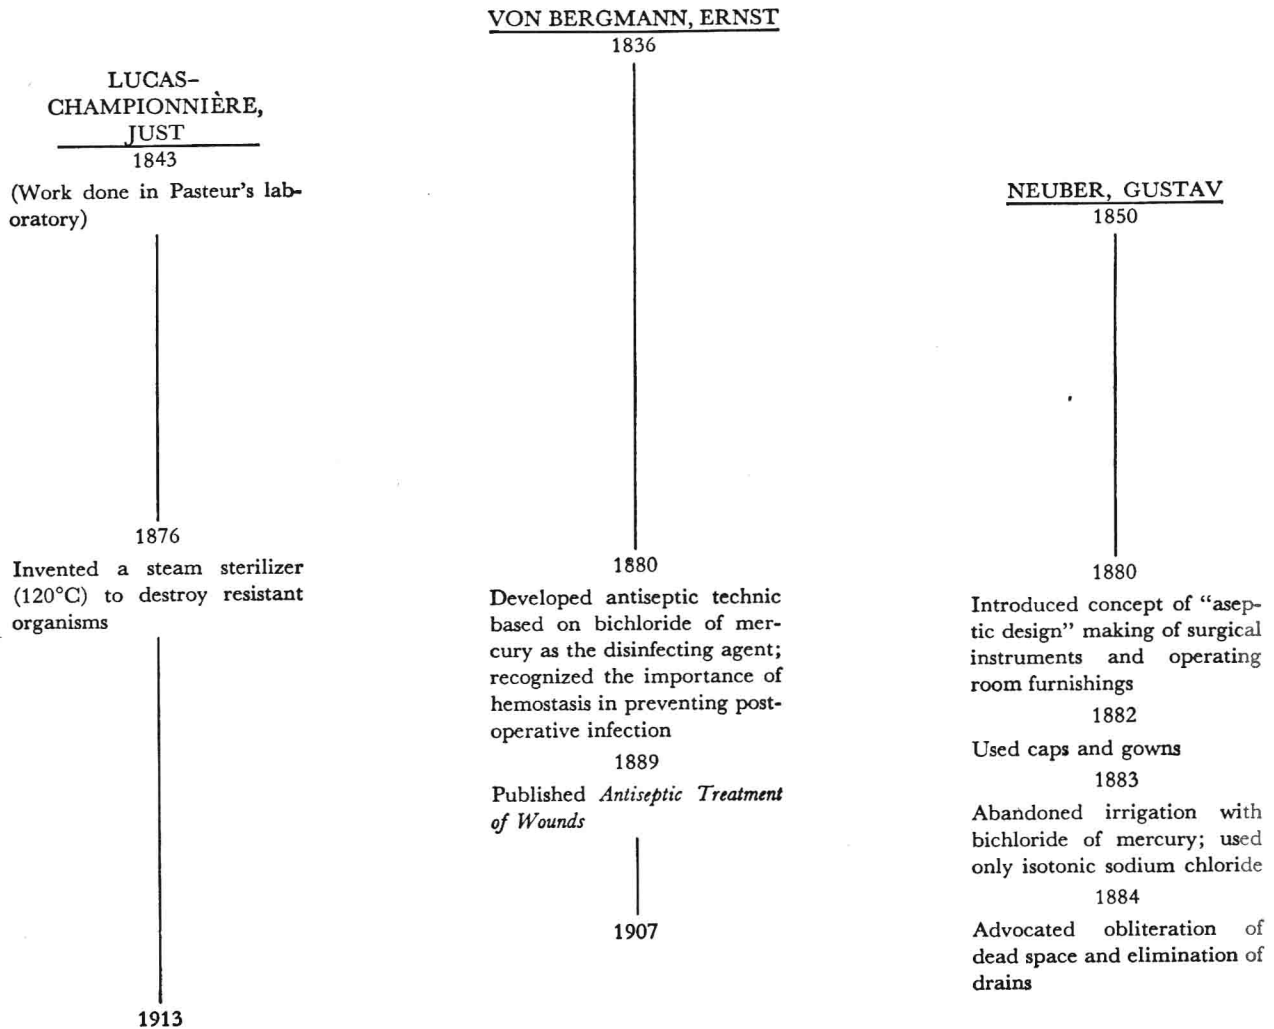 LUCAS-
CHAMPIONNIÈRE,
JUST
1843
(Work done in Pasteur's lab-
oratory)
1876
Invented a steam sterilizer
(120°C) to destroy resistant
organisms
1913
VON BERGMANN, ERNST
1836
1880
Developed antiseptic technic
based on bichloride of mer-
cury as the disinfecting agent;
recognized the importance of
hemostasis in preventing post-
operative infection
1889
Published Antiseptic Treatment
of Wounds
1907
NEUBER, GUSTAV
1850
1880
Introduced concept of “asep-
tic design” making of surgical
instruments and operating
room furnishings
1882
Used caps and gowns
1883
Abandoned irrigation with
bichloride of mercury; used
only isotonic sodium chloride
1884
Advocated obliteration of
dead space and elimination of
drains